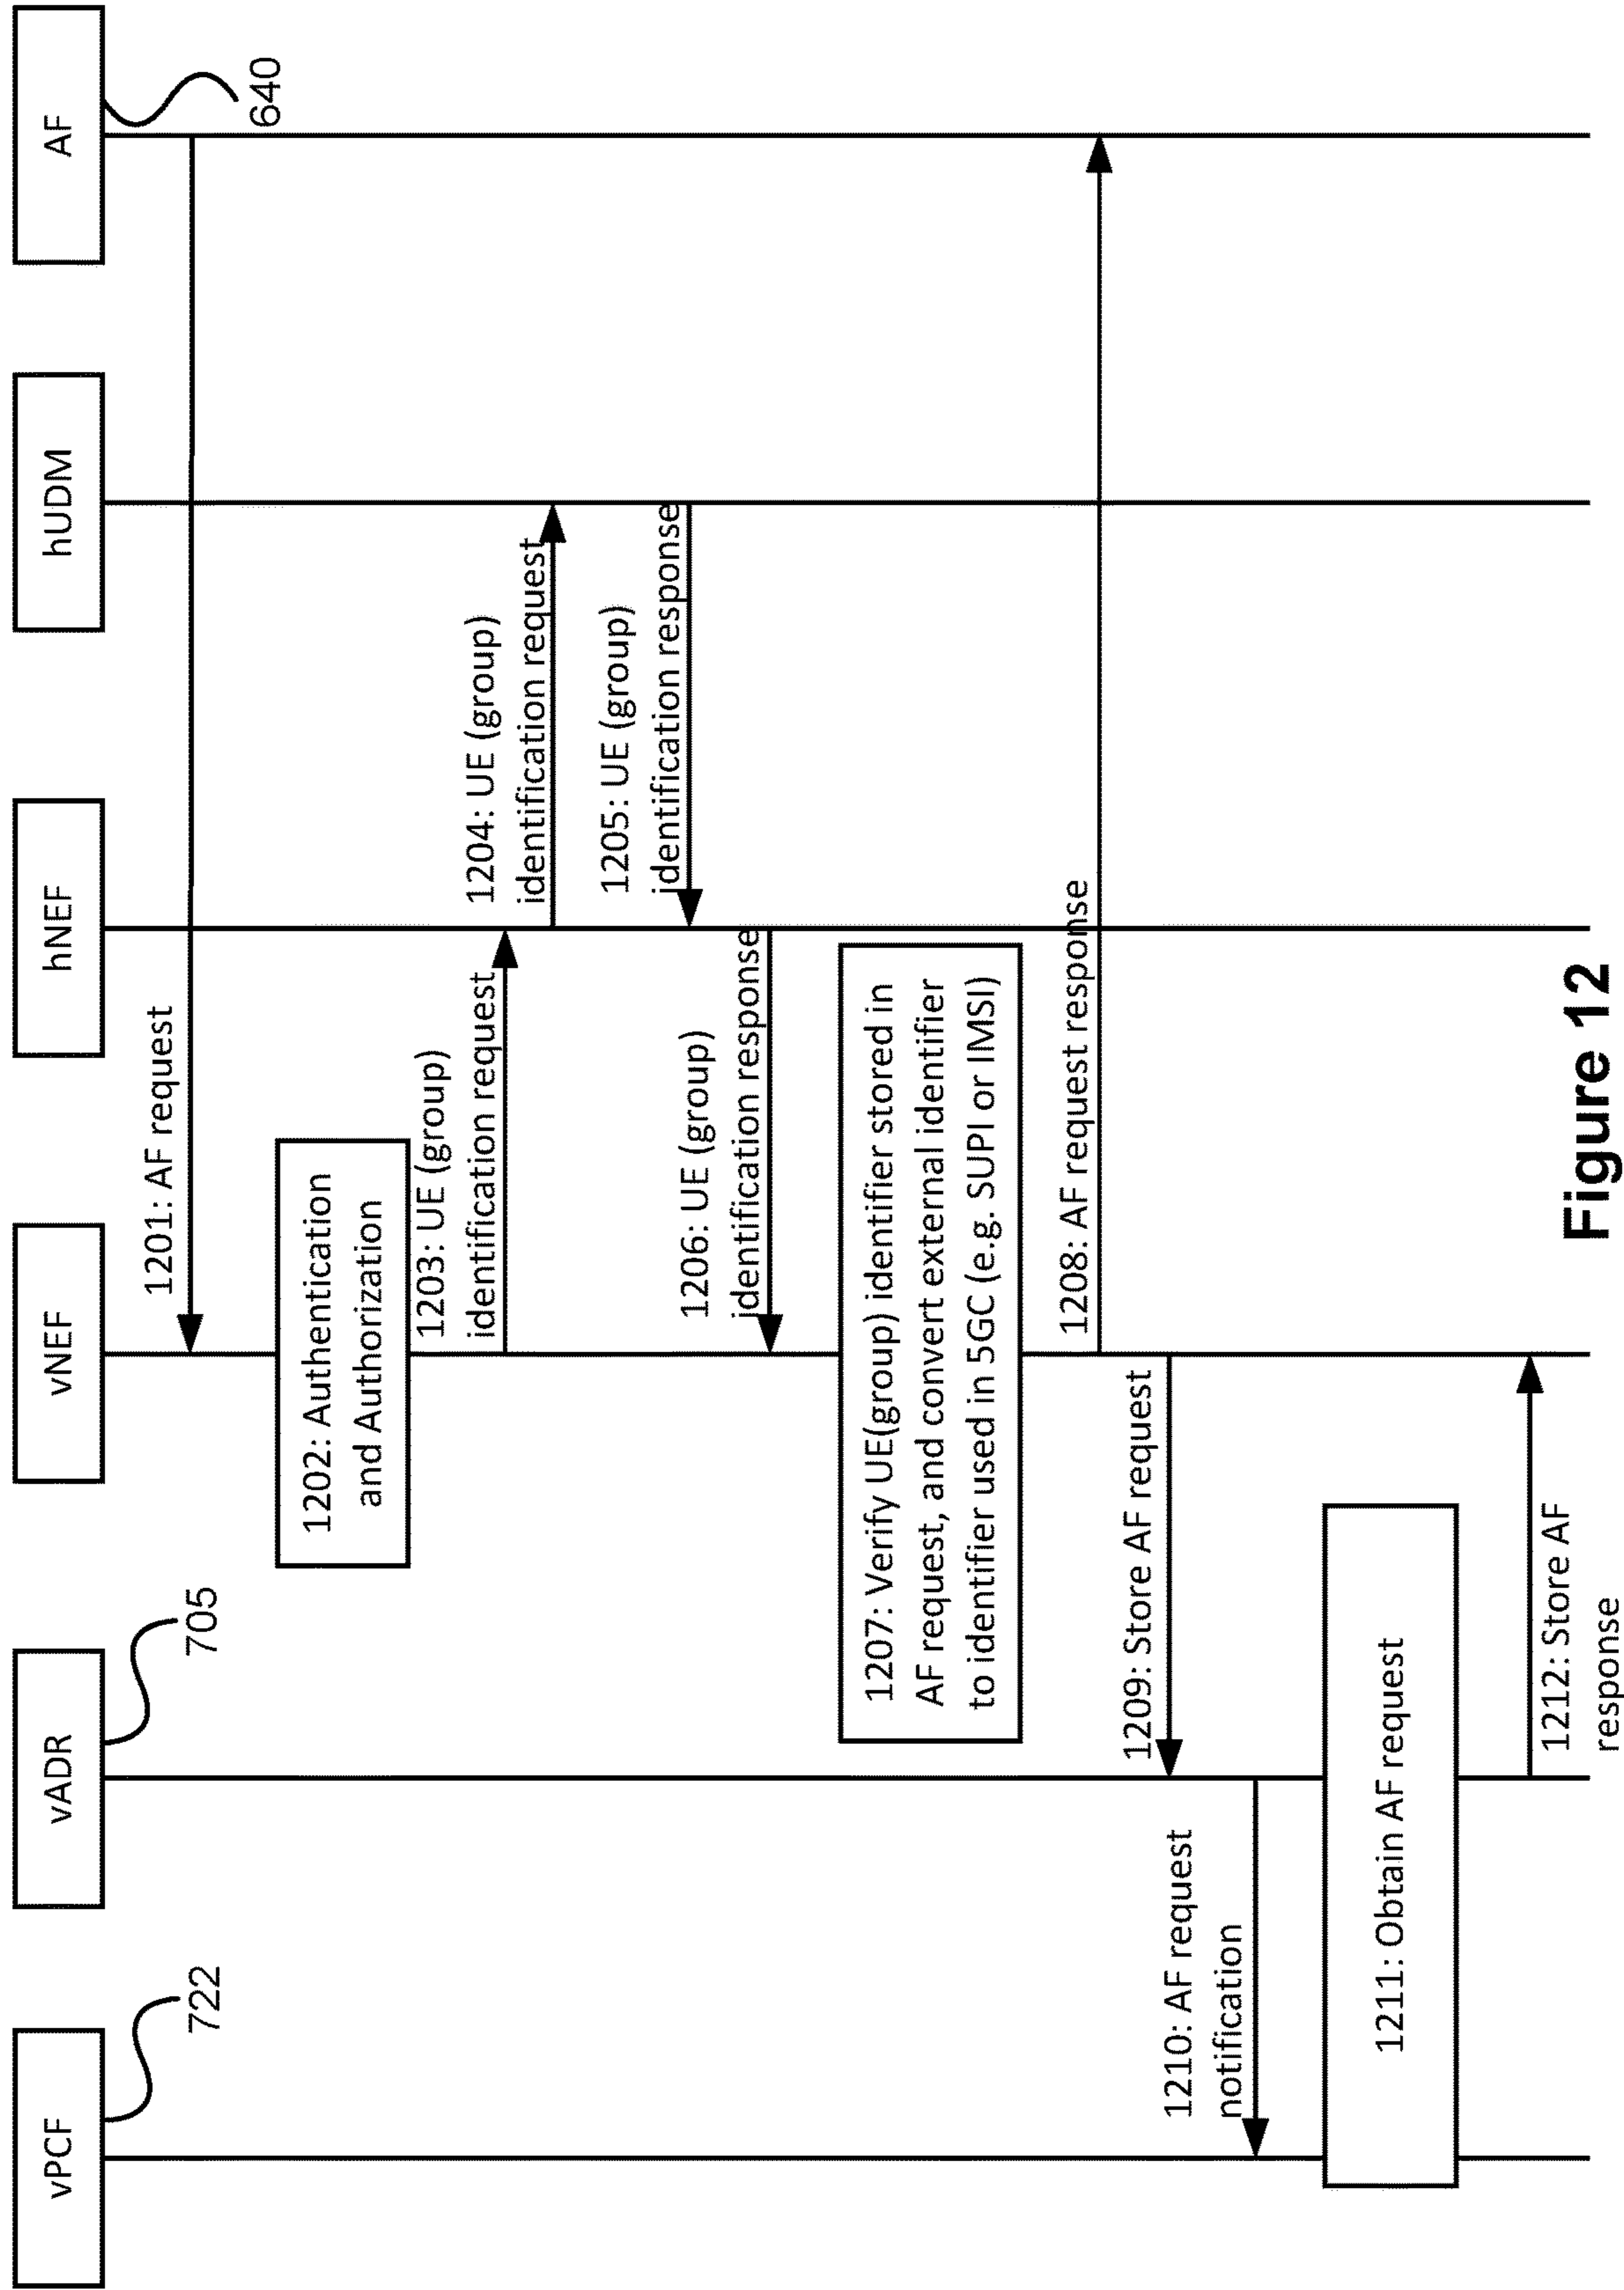 vPCF
vADR
vNEF
hNEF
hUDM
AF
722
705
640
1201: AF request
1202: Authentication
and Authorization
1203: UE (group)
identification request
1204: UE (group)
identification request
1205: UE (group)
identification response
1206: UE (group)
identification response
1207: Verify UE(group) identifier stored in
AF request, and convert external identifier
to identifier used in 5GC (e.g. SUPI or IMSI)
1208: AF request response
1209: Store AF request
1210: AF request
notification
1211: Obtain AF request
1212: Store AF
response
Figure 12